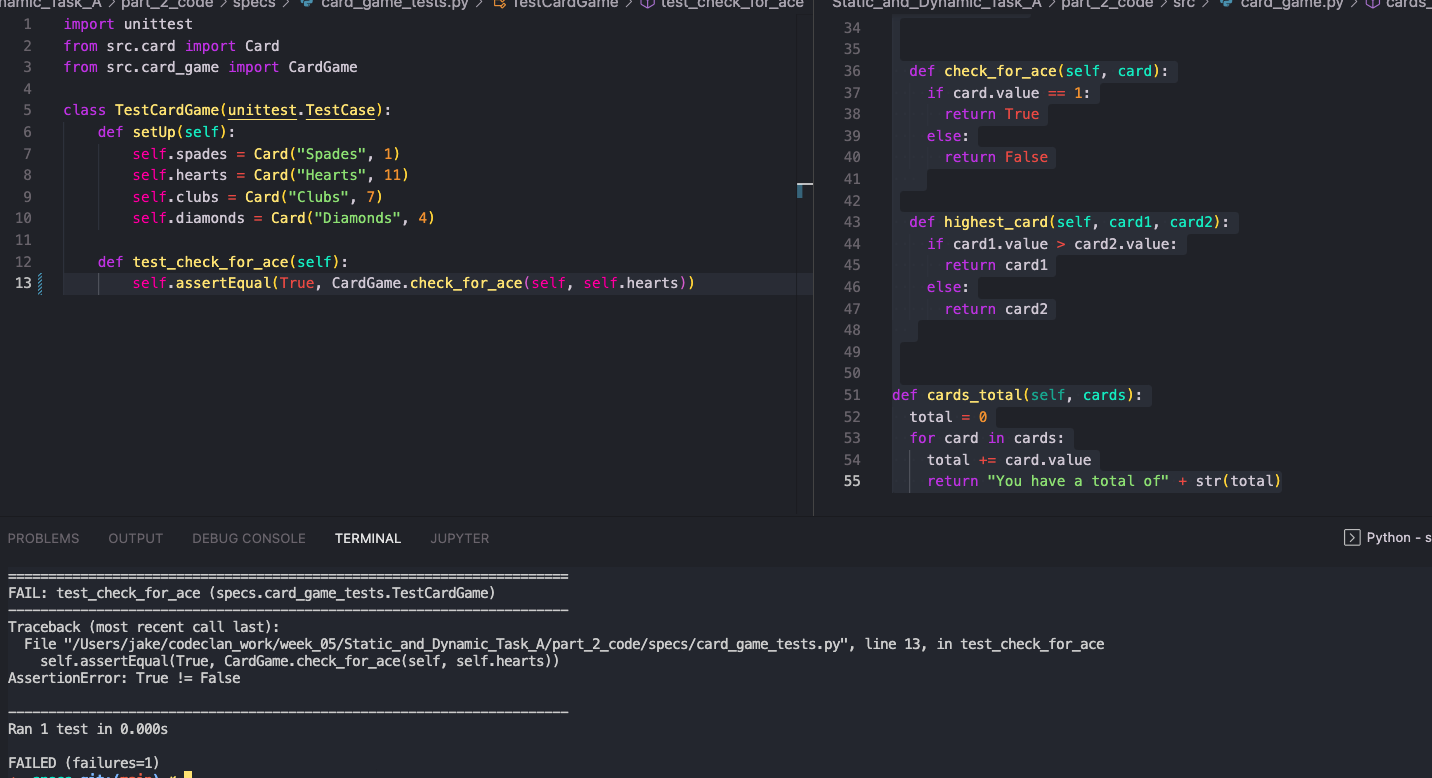 namic_Task_A > part_2_code > specs > card_game_tests.py > TestCardGame > test_check_for_ace
1 import unittest
2 from src.card import Card
3 from src.card_game import CardGame
4
5 class TestCardGame(unittest.TestCase):
6 def setUp(self):
7 self.spades = Card("Spades", 1)
8 self.hearts = Card("Hearts", 11)
9 self.clubs = Card("Clubs", 7)
10 self.diamonds = Card("Diamonds", 4)
11
12 def test_check_for_ace(self):
13 self.assertEqual(True, CardGame.check_for_ace(self, self.hearts))
Static_and_Dynamic_Task_A > part_2_code > src > card_game.py > cards_
34
35
36 def check_for_ace(self, card):
37 if card.value == 1:
38 return True
39 else:
40 return False
41
42
43 def highest_card(self, card1, card2):
44 if card1.value > card2.value:
45 return card1
46 else:
47 return card2
48
49
50
51 def cards_total(self, cards):
52 total = 0
53 for card in cards:
54 total += card.value
55 return "You have a total of" + str(total)
PROBLEMS OUTPUT DEBUG CONSOLE TERMINAL JUPYTER Python - s
======================================================================
FAIL: test_check_for_ace (specs.card_game_tests.TestCardGame)
----------------------------------------------------------------------
Traceback (most recent call last):
File "/Users/jake/codeclan_work/week_05/Static_and_Dynamic_Task_A/part_2_code/specs/card_game_tests.py", line 13, in test_check_for_ace
self.assertEqual(True, CardGame.check_for_ace(self, self.hearts))
AssertionError: True != False
----------------------------------------------------------------------
Ran 1 test in 0.000s
FAILED (failures=1)